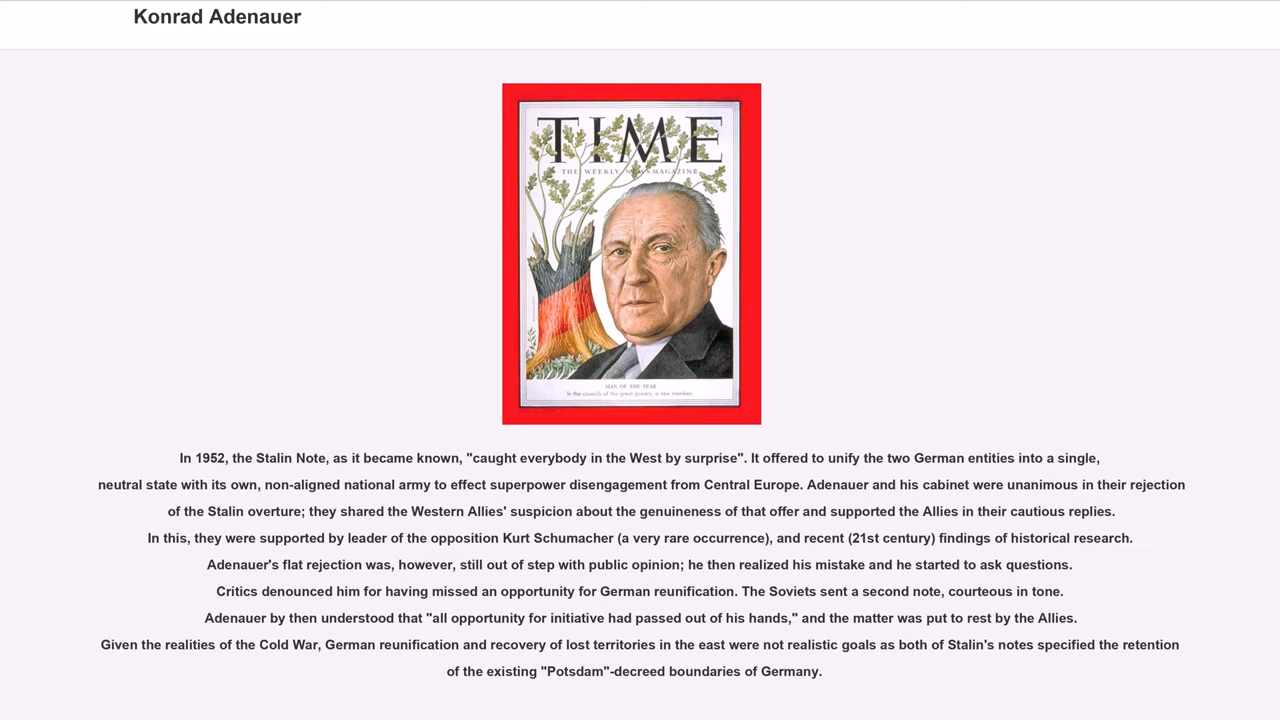 Konrad Adenauer
TIME
THE WEEKLY NEWSMAGAZINE
MAN OF THE YEAR
In the councils of the great powers, a new member.
In 1952, the Stalin Note, as it became known, "caught everybody in the West by surprise". It offered to unify the two German entities into a single,
neutral state with its own, non-aligned national army to effect superpower disengagement from Central Europe. Adenauer and his cabinet were unanimous in their rejection
of the Stalin overture; they shared the Western Allies' suspicion about the genuineness of that offer and supported the Allies in their cautious replies.
In this, they were supported by leader of the opposition Kurt Schumacher (a very rare occurrence), and recent (21st century) findings of historical research.
Adenauer's flat rejection was, however, still out of step with public opinion; he then realized his mistake and he started to ask questions.
Critics denounced him for having missed an opportunity for German reunification. The Soviets sent a second note, courteous in tone.
Adenauer by then understood that "all opportunity for initiative had passed out of his hands," and the matter was put to rest by the Allies.
Given the realities of the Cold War, German reunification and recovery of lost territories in the east were not realistic goals as both of Stalin's notes specified the retention
of the existing "Potsdam"-decreed boundaries of Germany.